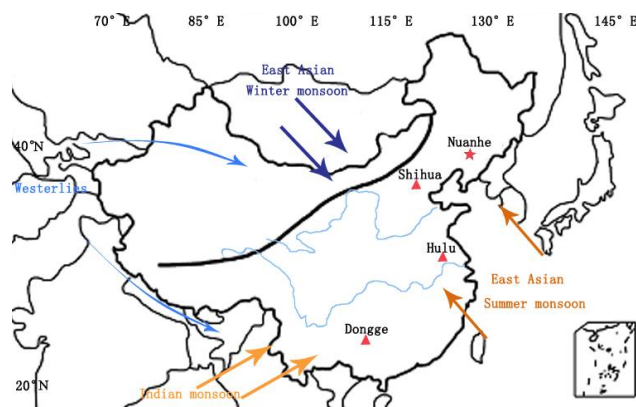 70° E
85° E
100° E
115° E
130° E
145° E
East Asian
Winter monsoon
40°N
Nuanhe
Shihua
Westerlies
Hulu
East Asian
Summer monsoon
Dongge
20°N
Indian monsoon